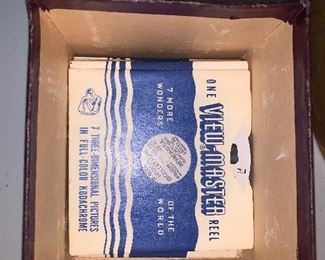 ONE
VIEW-MASTER
REEL
7 MORE
WONDERS
OF THE
WORLD
7 THREE-DIMENSIONAL PICTURES
IN FULL-COLOR KODACHROME